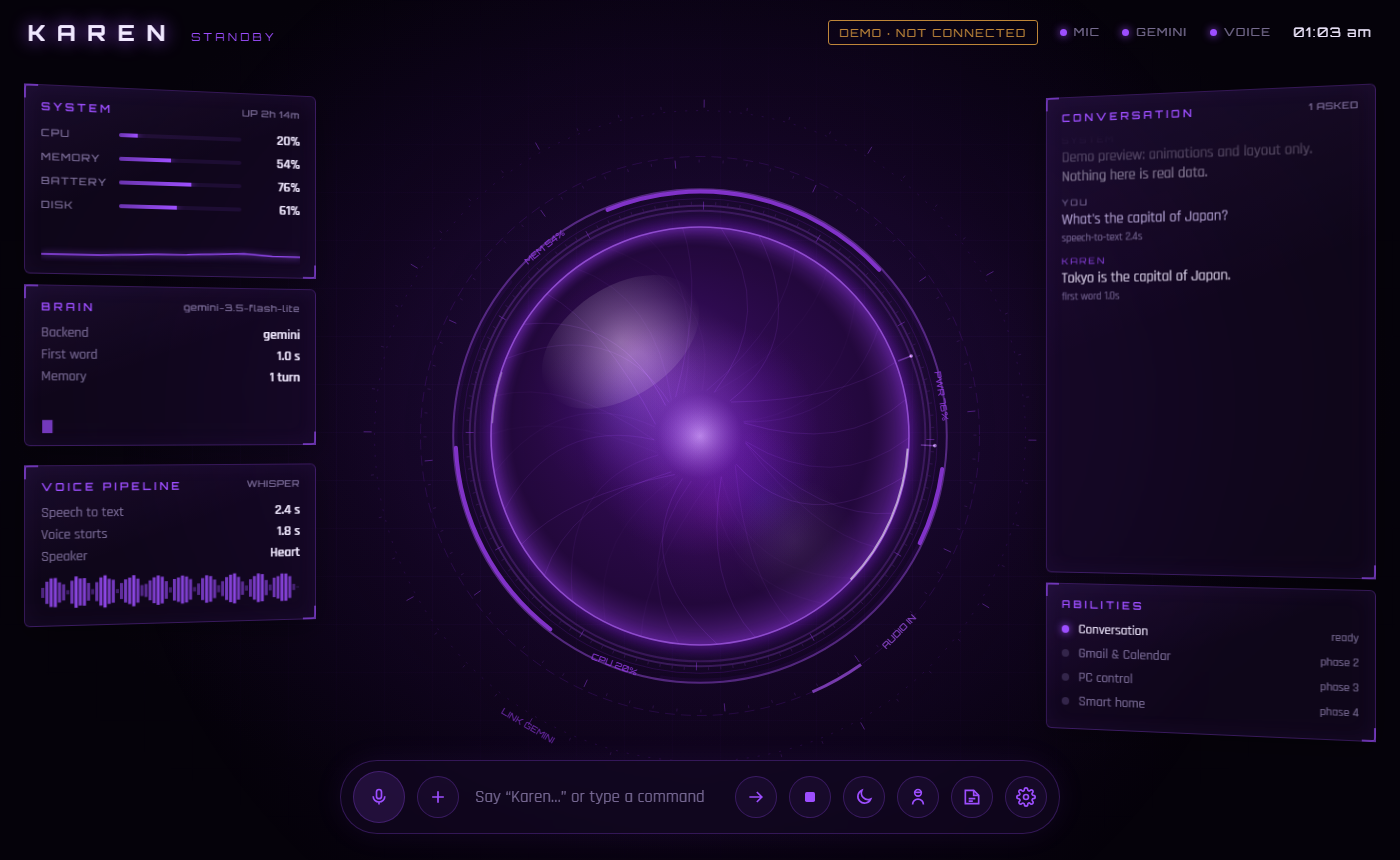 KAREN STANDBY
DEMO · NOT CONNECTED
MIC
GEMINI
VOICE
01:03 am
SYSTEM UP 2h 14m
CPU 20%
MEMORY 54%
BATTERY 76%
DISK 61%
BRAIN gemini-3.5-flash-lite
Backend gemini
First word 1.0 s
Memory 1 turn
VOICE PIPELINE WHISPER
Speech to text 2.4 s
Voice starts 1.8 s
Speaker Heart
MEM 54%
PWR 76%
AUDIO IN
CPU 20%
LINK GEMINI
CONVERSATION 1 ASKED
Demo preview: animations and layout only.
Nothing here is real data.
YOU
What's the capital of Japan?
speech-to-text 2.4s
KAREN
Tokyo is the capital of Japan.
first word 1.0s
ABILITIES
Conversation ready
Gmail & Calendar phase 2
PC control phase 3
Smart home phase 4
Say “Karen…” or type a command